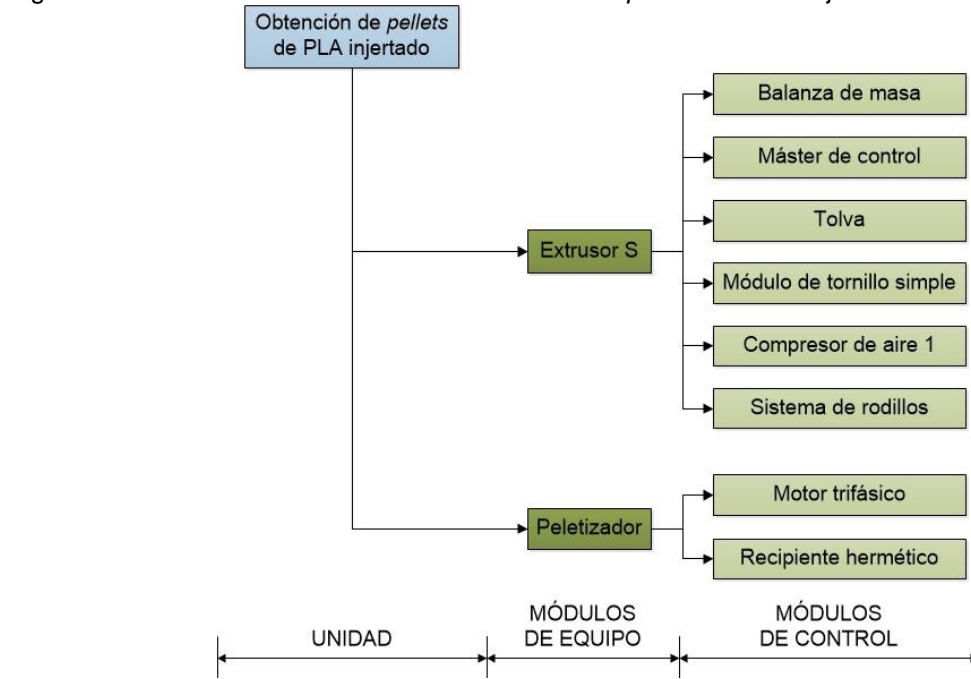 Obtención de pellets
de PLA injertado
Balanza de masa
Máster de control
Tolva
Extrusor S
Módulo de tornillo simple
Compresor de aire 1
Sistema de rodillos
Motor trifásico
Peletizador
Recipiente hermético
UNIDAD
MÓDULOS
DE EQUIPO
MÓDULOS
DE CONTROL